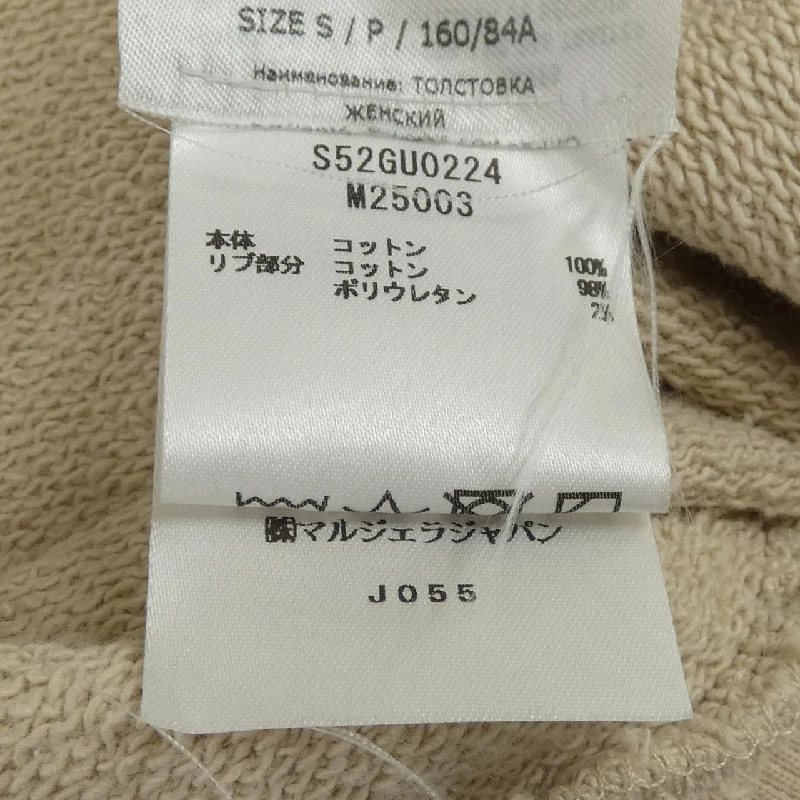 SIZE S / P / 160/84A
Наименование: ТОЛСТОВКА
ЖЕНСКИЙ
S52GU0224
M25003
本体 コットン 100%
リブ部分 コットン 98%
ポリウレタン 2%
㈱マルジェラジャパン
J055